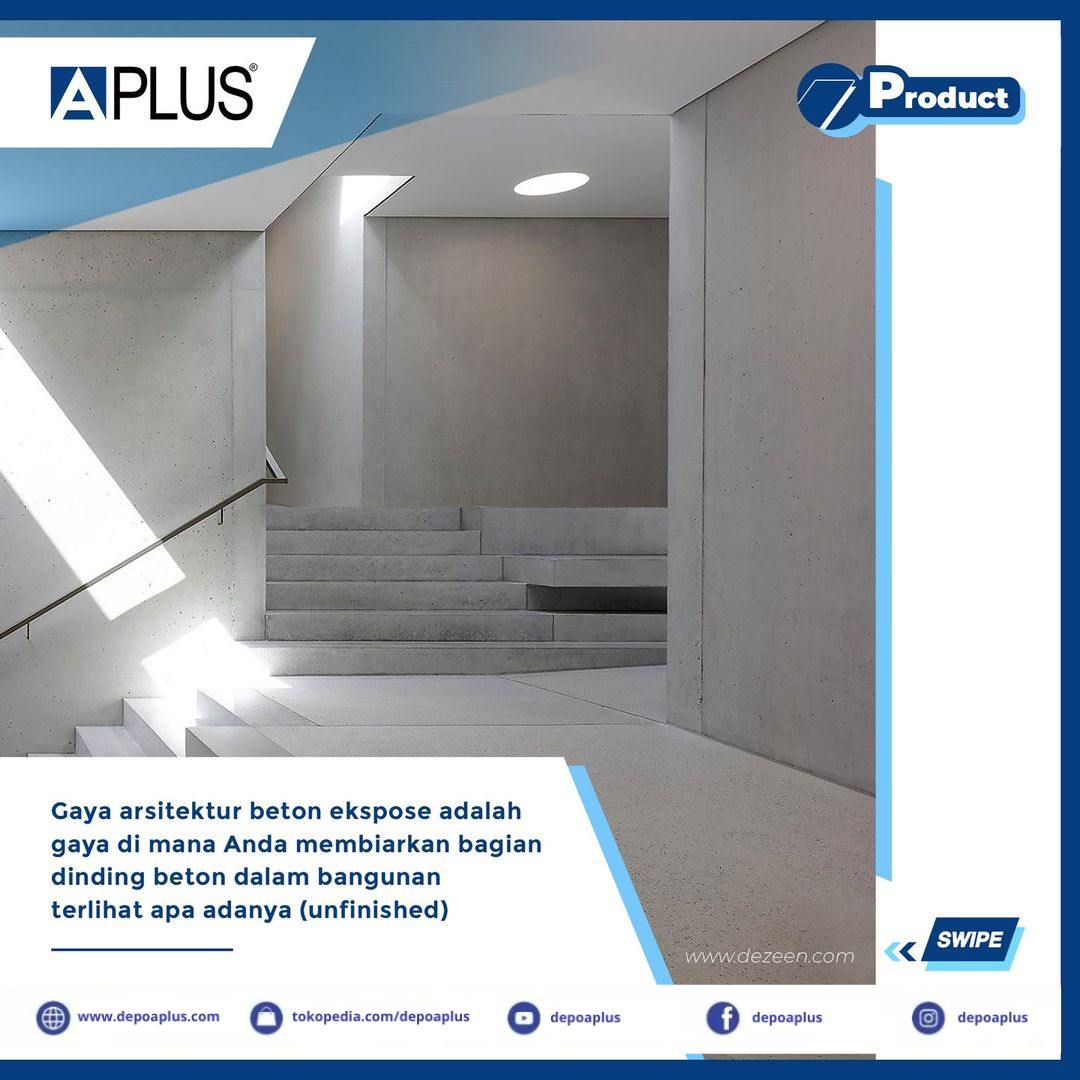 APLUS®
7 Product
Gaya arsitektur beton ekspose adalah
gaya di mana Anda membiarkan bagian
dinding beton dalam bangunan
terlihat apa adanya (unfinished)
www.dezeen.com
SWIPE
www.depoaplus.com
tokopedia.com/depoaplus
depoaplus
depoaplus
depoaplus